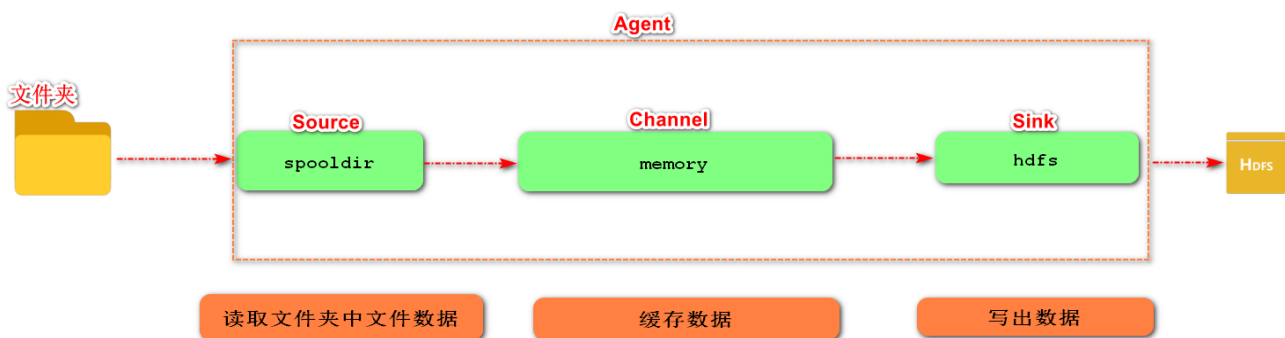 Agent
文件夹
Source
Channel
Sink
spooldir
memory
hdfs
HDFS
读取文件夹中文件数据
缓存数据
写出数据